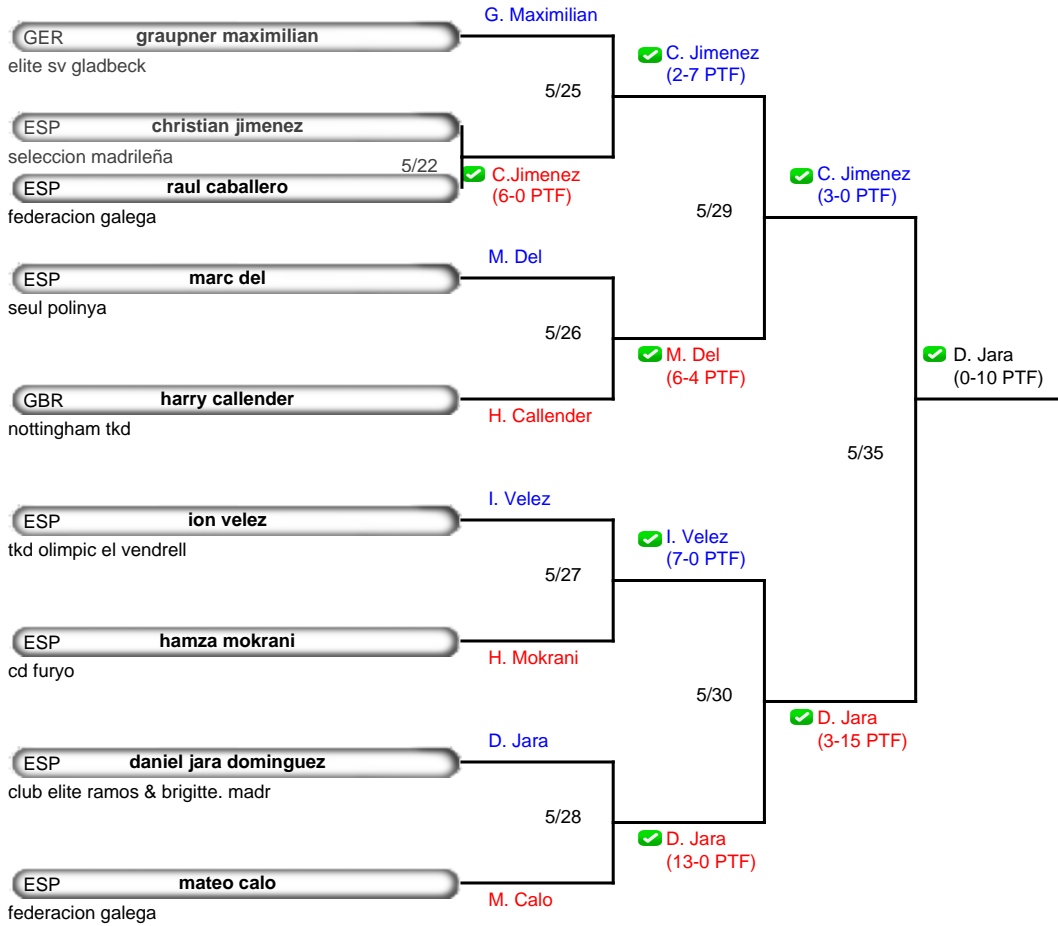 G. Maximilian
GER graupner maximilian
elite sv gladbeck
5/25
C. Jimenez
(2-7 PTF)
ESP christian jimenez
seleccion madrileña
5/22
C.Jimenez
(6-0 PTF)
ESP raul caballero
federacion galega
C. Jimenez
(3-0 PTF)
5/29
M. Del
ESP marc del
seul polinya
5/26
M. Del
(6-4 PTF)
GBR harry callender
nottingham tkd
H. Callender
D. Jara
(0-10 PTF)
5/35
I. Velez
ESP ion velez
tkd olimpic el vendrell
5/27
I. Velez
(7-0 PTF)
ESP hamza mokrani
cd furyo
H. Mokrani
5/30
D. Jara
(3-15 PTF)
D. Jara
ESP daniel jara dominguez
club elite ramos & brigitte. madr
5/28
D. Jara
(13-0 PTF)
ESP mateo calo
federacion galega
M. Calo